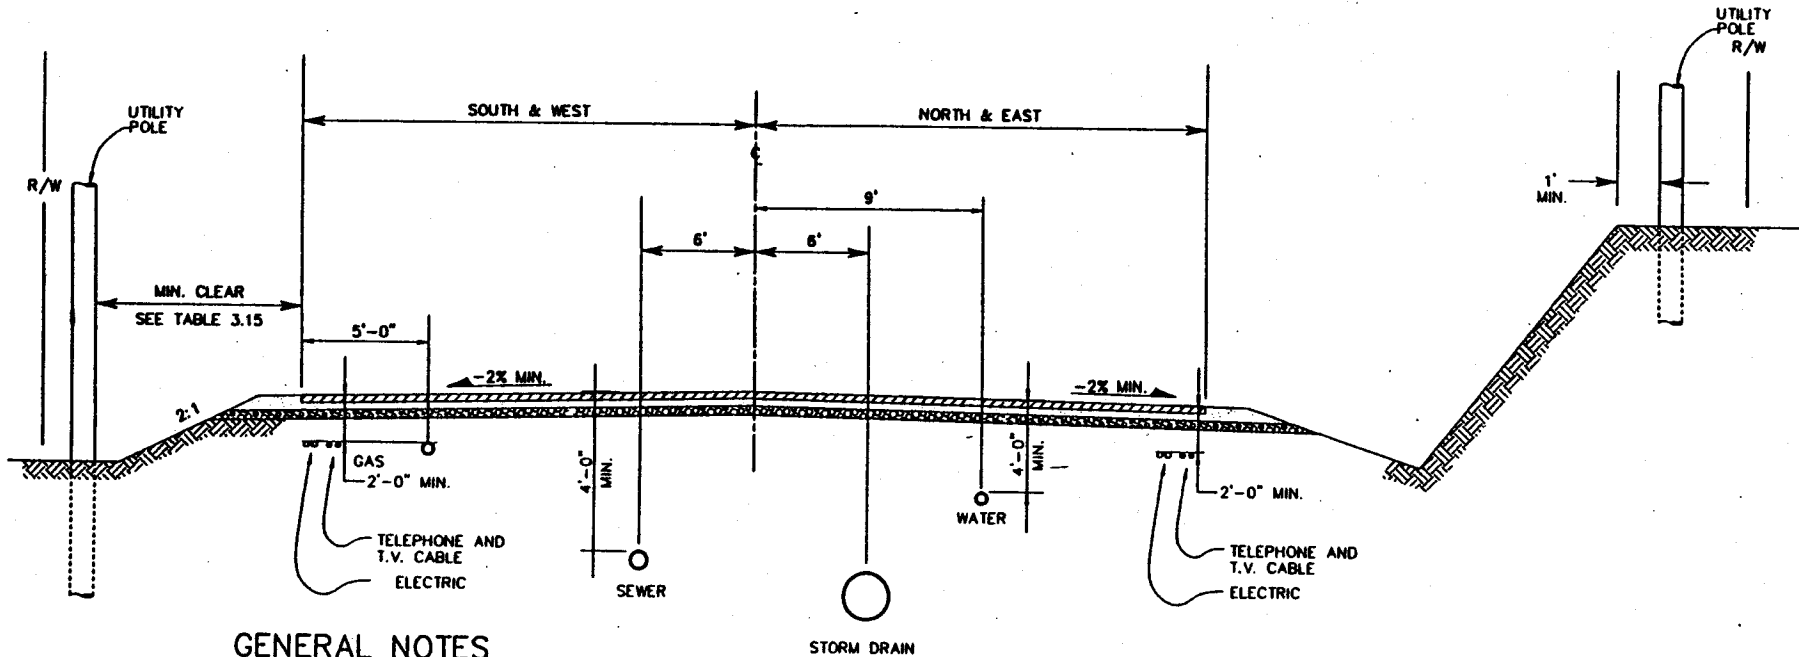 UTILITY
POLE
R/W
UTILITY
POLE
SOUTH & WEST
NORTH & EAST
℄
R/W
1'
MIN.
9'
6'
6'
MIN. CLEAR
SEE TABLE 3.15
5'-0"
-2% MIN.
-2% MIN.
2:1
GAS
2'-0" MIN.
4'-0"
MIN.
4'-0"
MIN.
2'-0" MIN.
WATER
TELEPHONE AND
T.V. CABLE
ELECTRIC
SEWER
TELEPHONE AND
T.V. CABLE
ELECTRIC
GENERAL NOTES
STORM DRAIN